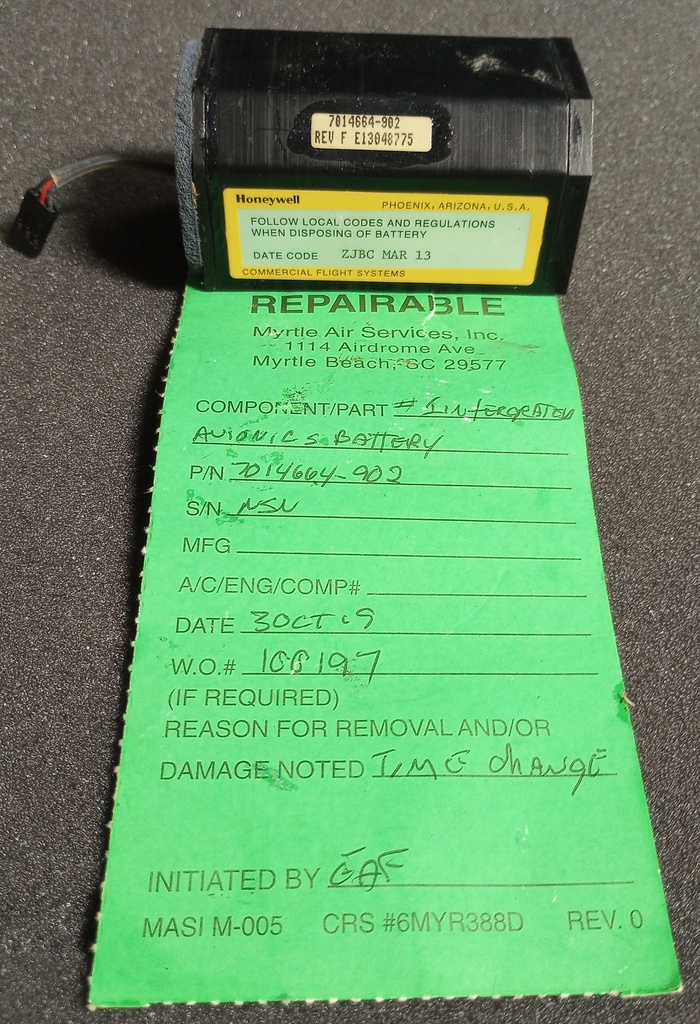 7014664-902
REV F E13048775
Honeywell PHOENIX, ARIZONA, U.S.A.
FOLLOW LOCAL CODES AND REGULATIONS
WHEN DISPOSING OF BATTERY
DATE CODE ZJBC MAR 13
COMMERCIAL FLIGHT SYSTEMS
REPAIRABLE
Myrtle Air Services, Inc.
1114 Airdrome Ave
Myrtle Beach, SC 29577
COMPONENT/PART #1 INTERGRATED
AVIONICS BATTERY
P/N 7014664-902
S/N NSN
MFG
A/C/ENG/COMP#
DATE 3OCT19
W.O.# 100197
(IF REQUIRED)
REASON FOR REMOVAL AND/OR
DAMAGE NOTED TIME CHANGE
INITIATED BY
MASI M-005 CRS #6MYR388D REV. 0